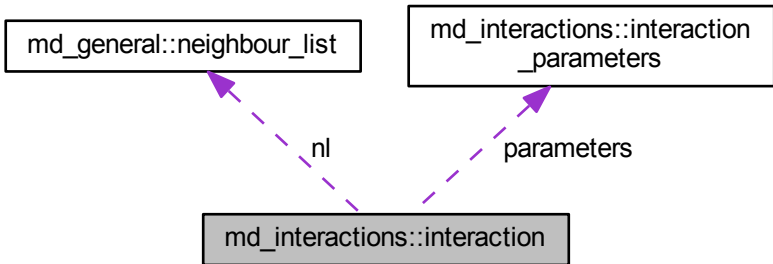 md_general::neighbour_list
md_interactions::interaction
_parameters
nl
parameters
md_interactions::interaction